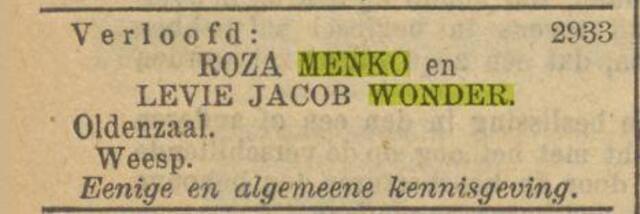 Verloofd: 2933
ROZA MENKO en
LEVIE JACOB WONDER.
Oldenzaal.
Weesp.
Eenige en algemeene kennisgeving.